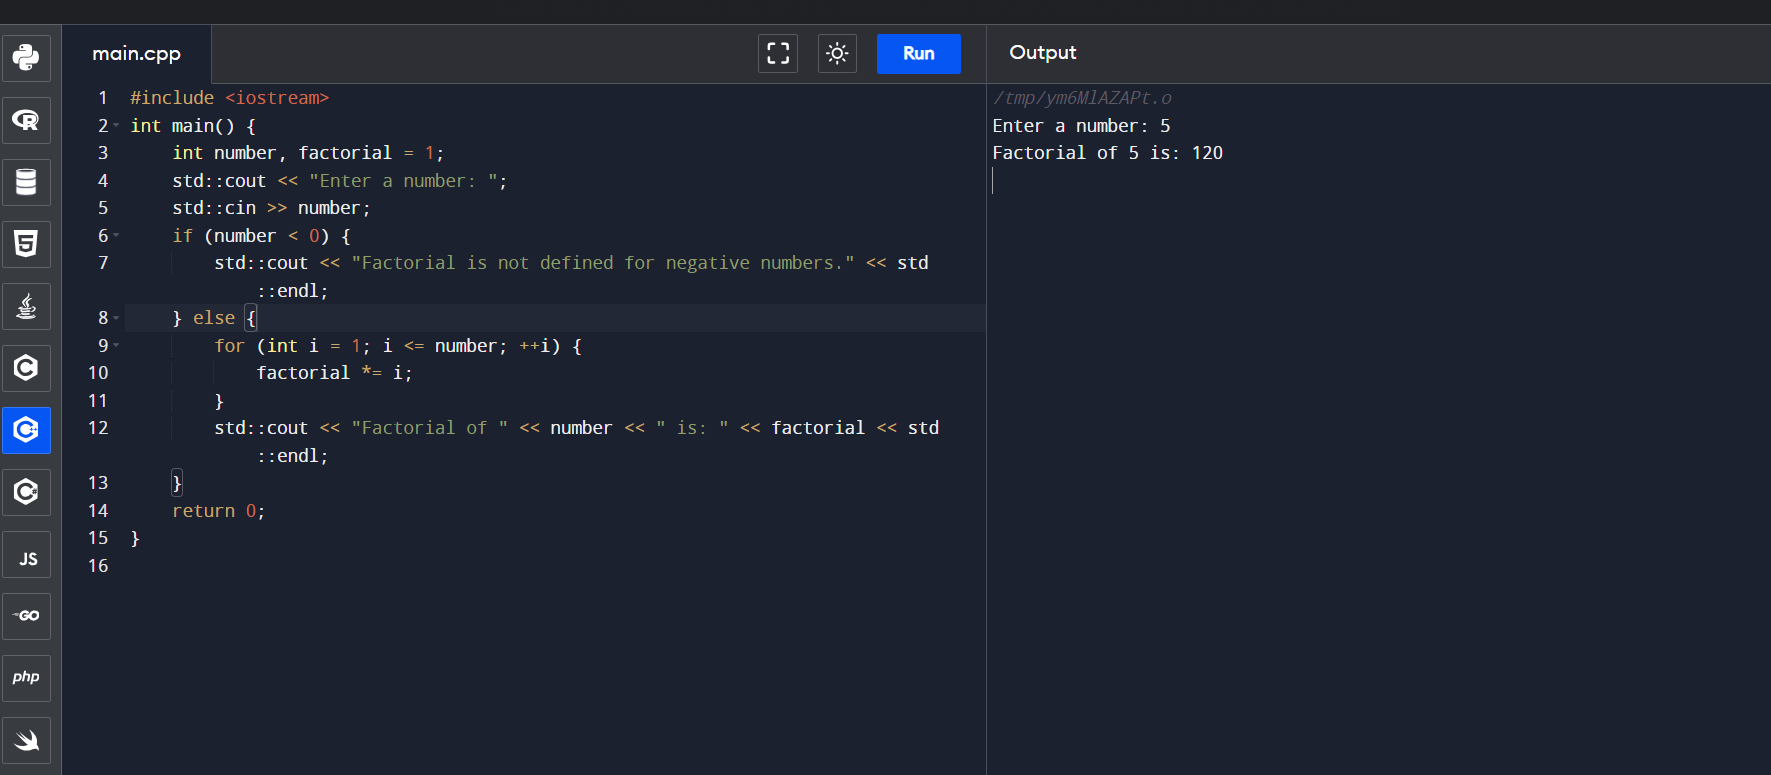 main.cpp
Run
Output
1 #include <iostream>
2 int main() {
3     int number, factorial = 1;
4     std::cout << "Enter a number: ";
5     std::cin >> number;
6     if (number < 0) {
7         std::cout << "Factorial is not defined for negative numbers." << std
            ::endl;
8     } else {
9         for (int i = 1; i <= number; ++i) {
10             factorial *= i;
11         }
12         std::cout << "Factorial of " << number << " is: " << factorial << std
            ::endl;
13     }
14     return 0;
15 }
16
/tmp/ym6MlAZAPt.o
Enter a number: 5
Factorial of 5 is: 120
R
5
C
C++
C#
JS
GO
php